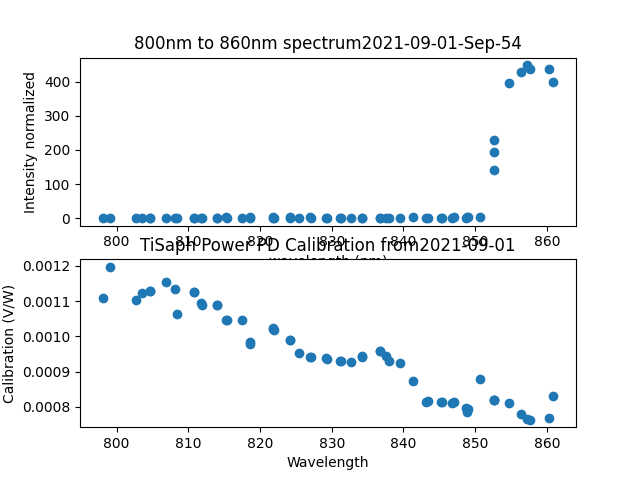 800nm to 860nm spectrum2021-09-01-Sep-54
Intensity normalized
400
300
200
100
0
800 810 820 830 840 850 860
wavelength (nm)
TiSaph Power PD Calibration from2021-09-01
Calibration (V/W)
0.0012
0.0011
0.0010
0.0009
0.0008
800 810 820 830 840 850 860
Wavelength